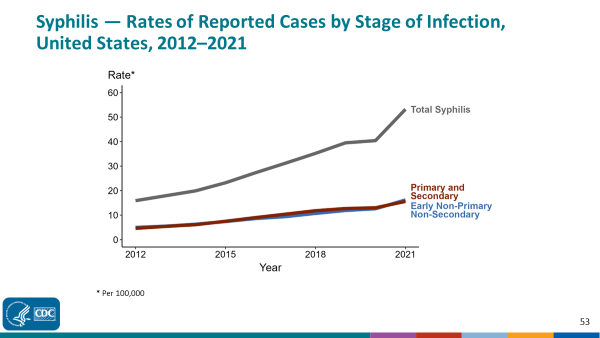 Syphilis — Rates of Reported Cases by Stage of Infection,
United States, 2012–2021
Rate*
60
50
40
30
20
10
0
Total Syphilis
Primary and
Secondary
Early Non-Primary
Non-Secondary
2012
2015
2018
2021
Year
* Per 100,000
CDC
53